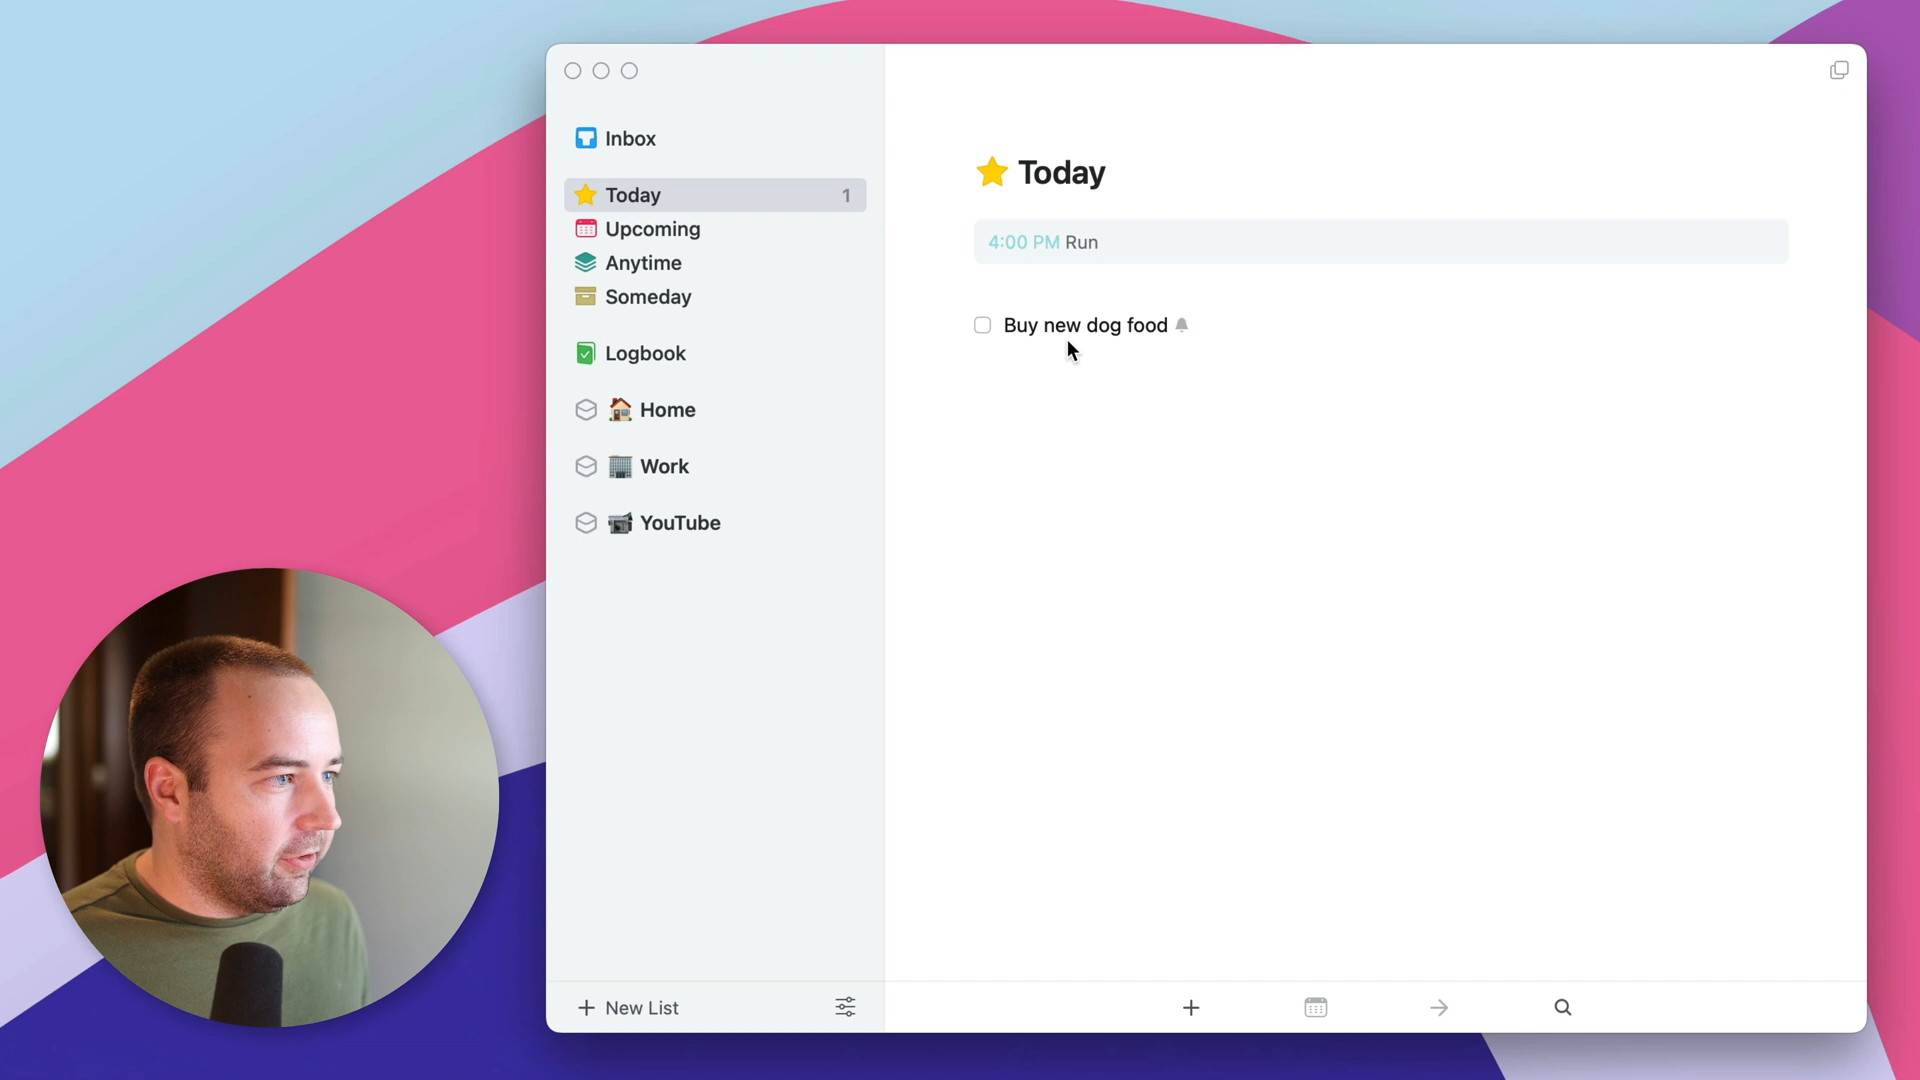 Inbox
Today 1
Upcoming
Anytime
Someday
Logbook
Home
Work
YouTube
New List
Today
4:00 PM Run
Buy new dog food